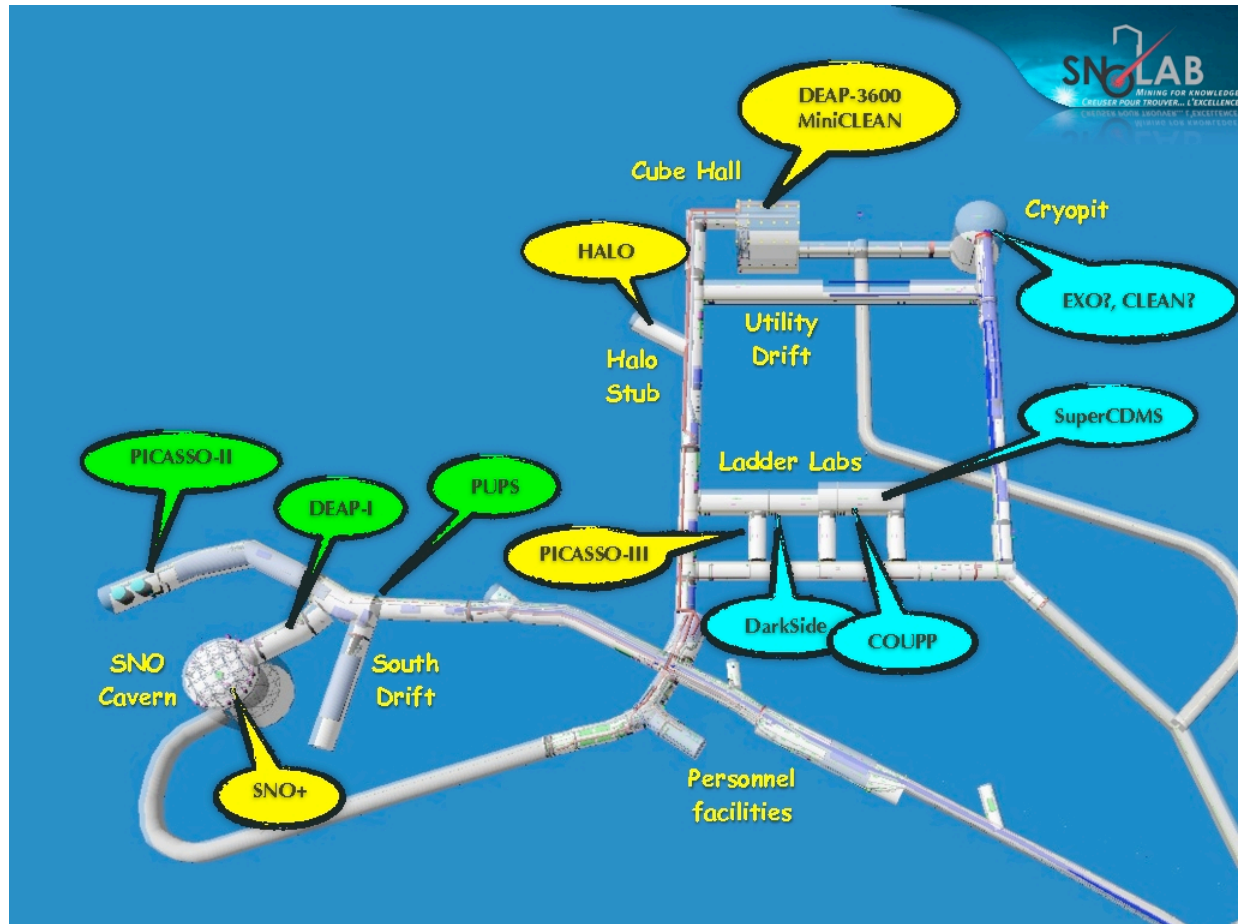 SNOLAB
MINING FOR KNOWLEDGE
CREUSER POUR TROUVER... L'EXCELLENCE
DEAP-3600
MiniCLEAN
Cube Hall
Cryopit
HALO
EXO?, CLEAN?
Utility
Drift
Halo
Stub
SuperCDMS
Ladder Labs
PICASSO-II
PUPS
DEAP-I
PICASSO-III
DarkSide
COUPP
SNO
Cavern
South
Drift
SNO+
Personnel
facilities